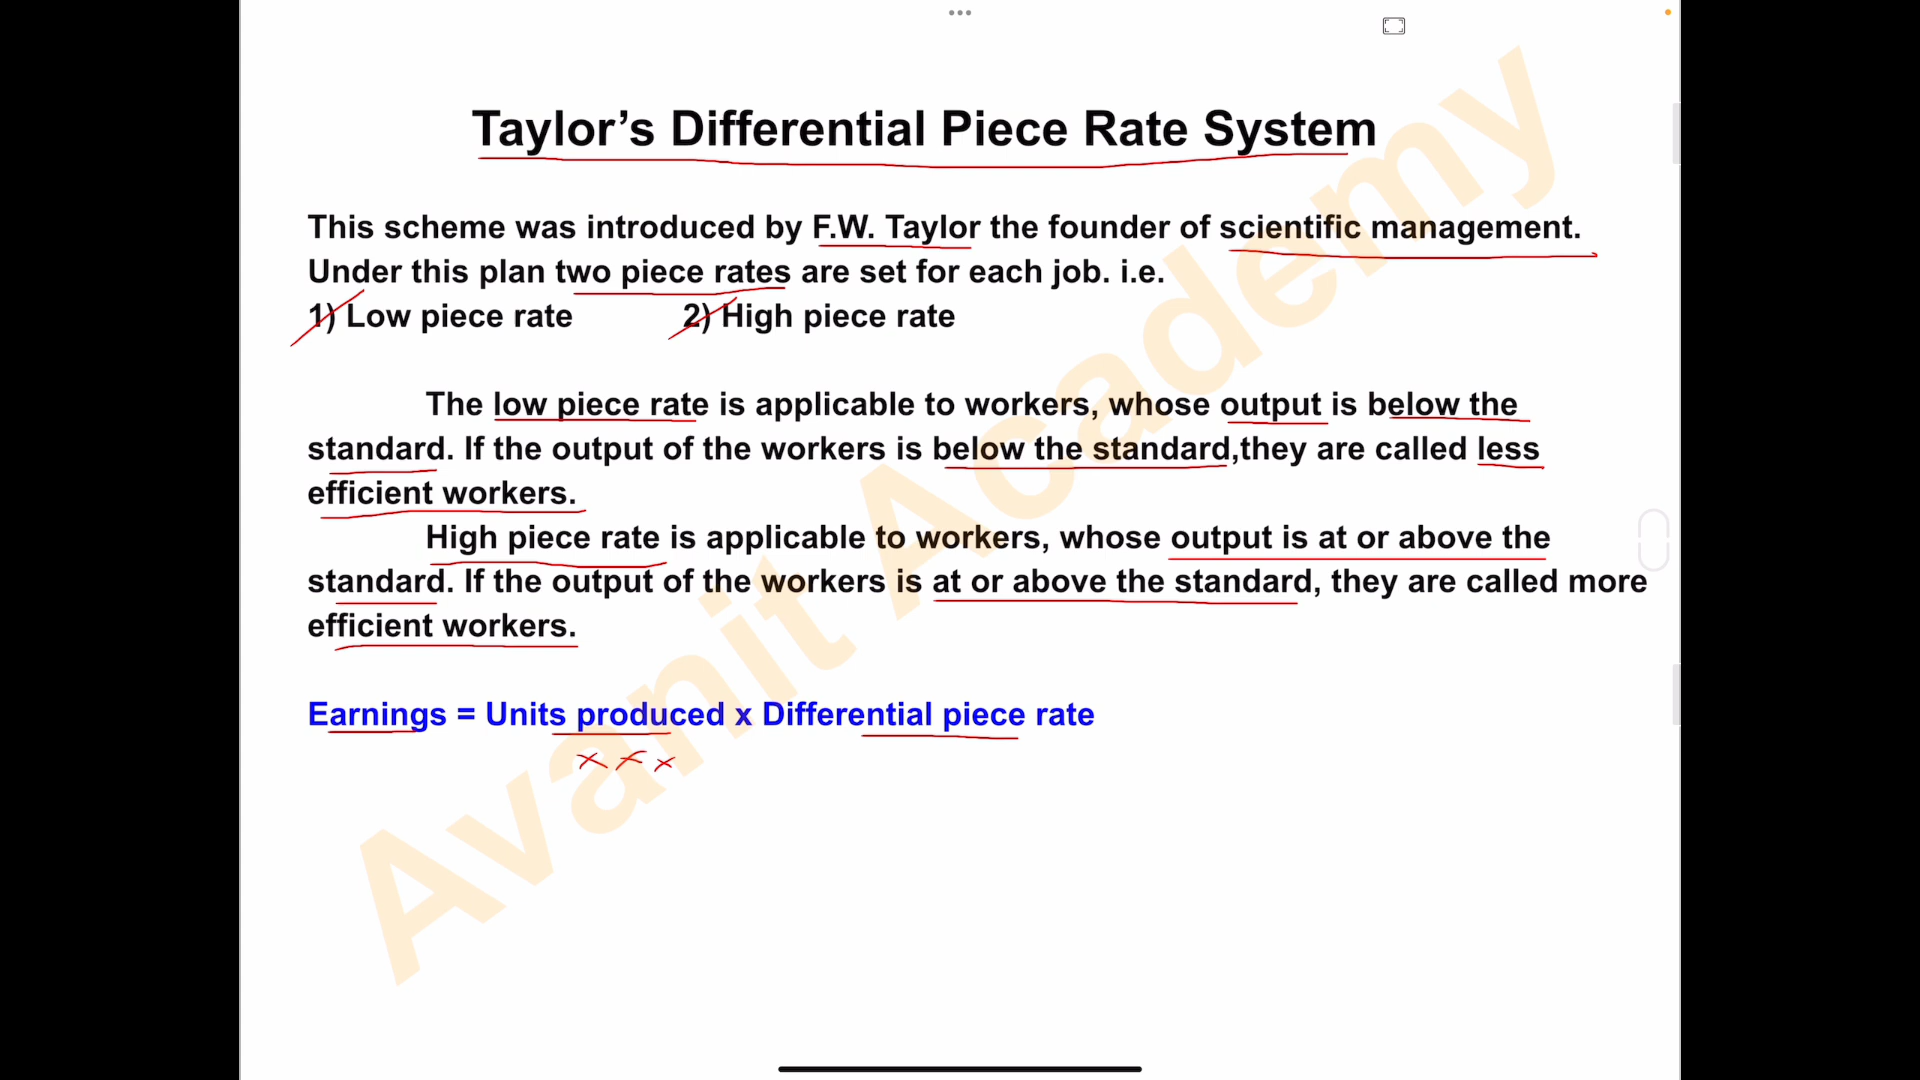 Taylor’s Differential Piece Rate System
This scheme was introduced by F.W. Taylor the founder of scientific management.
Under this plan two piece rates are set for each job. i.e.
1) Low piece rate 2) High piece rate
The low piece rate is applicable to workers, whose output is below the
standard. If the output of the workers is below the standard,they are called less
efficient workers.
High piece rate is applicable to workers, whose output is at or above the
standard. If the output of the workers is at or above the standard, they are called more
efficient workers.
Earnings = Units produced x Differential piece rate
x x x
Avanit Academy